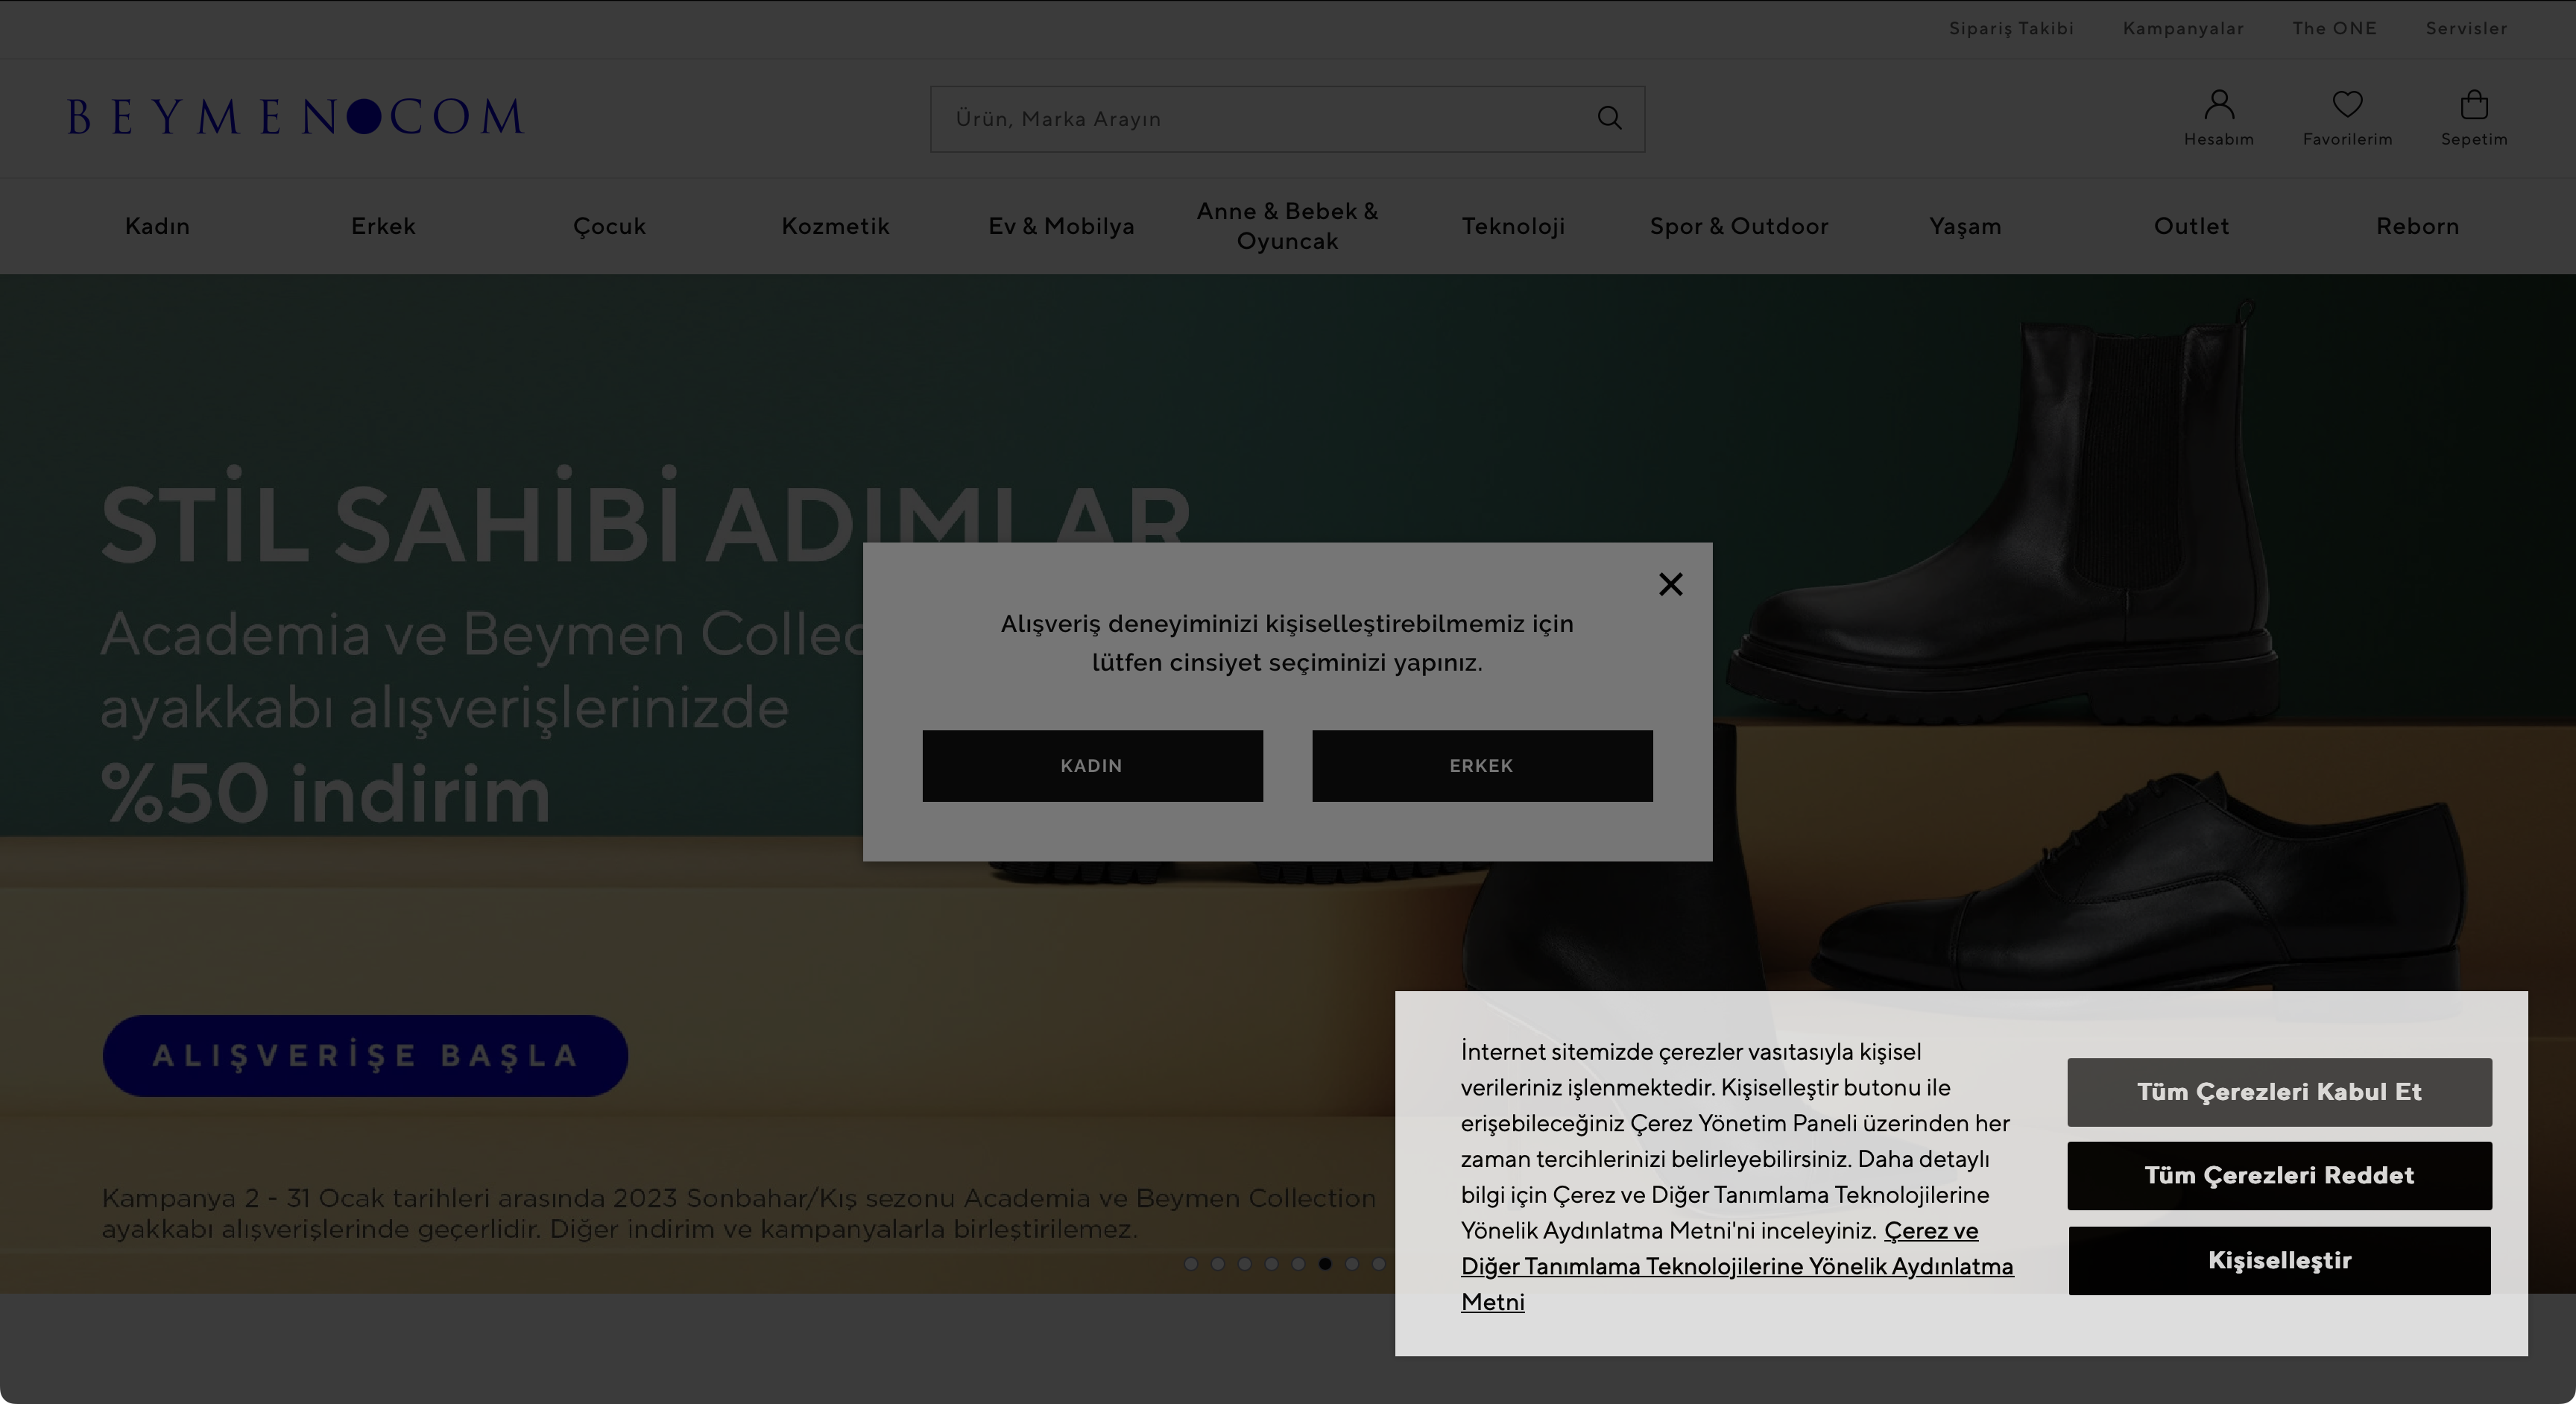 Sipariş Takibi Kampanyalar The ONE Servisler
BEYMEN●COM
Ürün, Marka Arayın
Hesabım Favorilerim Sepetim
Kadın Erkek Çocuk Kozmetik Ev & Mobilya Anne & Bebek & Oyuncak Teknoloji Spor & Outdoor Yaşam Outlet Reborn
STİL SAHİBİ ADIMLAR
Academia ve Beymen Collec
ayakkabı alışverişlerinizde
%50 indirim
Alışveriş deneyiminizi kişiselleştirebilmemiz için
lütfen cinsiyet seçiminizi yapınız.
KADIN ERKEK
ALIŞVERİŞE BAŞLA
Kampanya 2 - 31 Ocak tarihleri arasında 2023 Sonbahar/Kış sezonu Academia ve Beymen Collection
ayakkabı alışverişlerinde geçerlidir. Diğer indirim ve kampanyalarla birleştirilemez.
İnternet sitemizde çerezler vasıtasıyla kişisel
verileriniz işlenmektedir. Kişiselleştir butonu ile
erişebileceğiniz Çerez Yönetim Paneli üzerinden her
zaman tercihlerinizi belirleyebilirsiniz. Daha detaylı
bilgi için Çerez ve Diğer Tanımlama Teknolojilerine
Yönelik Aydınlatma Metni'ni inceleyiniz. Çerez ve
Diğer Tanımlama Teknolojilerine Yönelik Aydınlatma
Metni
Tüm Çerezleri Kabul Et
Tüm Çerezleri Reddet
Kişiselleştir